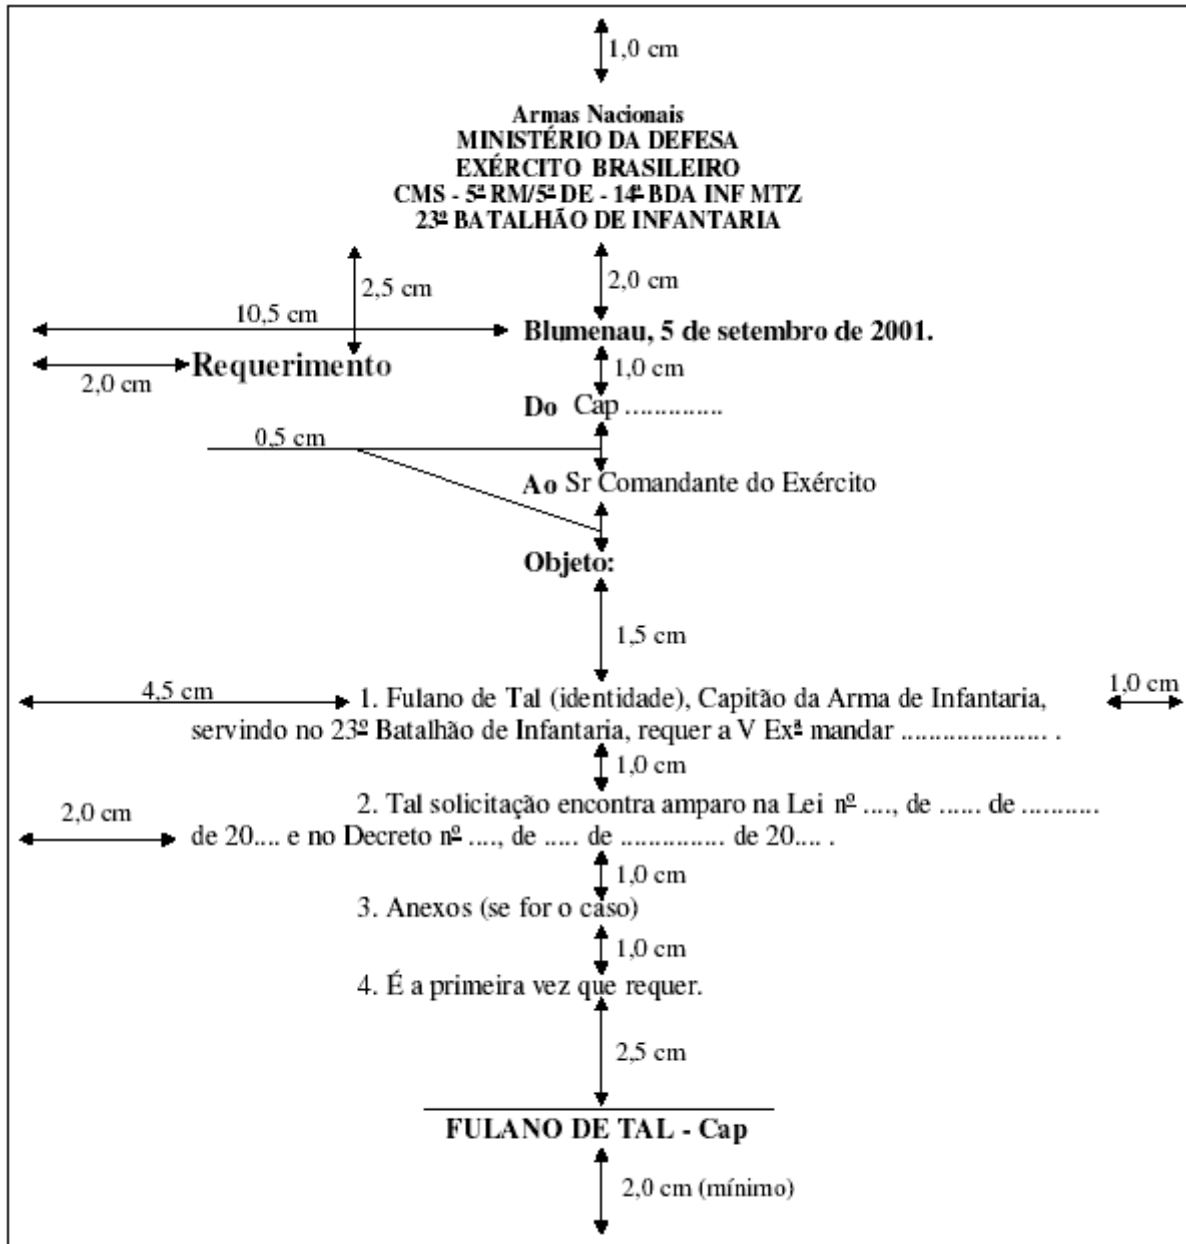 1,0 cm
Armas Nacionais
MINISTÉRIO DA DEFESA
EXÉRCITO BRASILEIRO
CMS - 5ª RM/5ª DE - 14ª BDA INF MTZ
23º BATALHÃO DE INFANTARIA
2,5 cm
2,0 cm
10,5 cm
Blumenau, 5 de setembro de 2001.
2,0 cm
Requerimento
1,0 cm
Do Cap ..............
0,5 cm
Ao Sr Comandante do Exército
Objeto:
1,5 cm
4,5 cm
1. Fulano de Tal (identidade), Capitão da Arma de Infantaria,
1,0 cm
servindo no 23º Batalhão de Infantaria, requer a V Exª mandar ..................... .
1,0 cm
2. Tal solicitação encontra amparo na Lei nº ...., de ...... de ...........
2,0 cm
de 20.... e no Decreto nº ...., de ..... de ............... de 20.... .
1,0 cm
3. Anexos (se for o caso)
1,0 cm
4. É a primeira vez que requer.
2,5 cm
FULANO DE TAL - Cap
2,0 cm (mínimo)